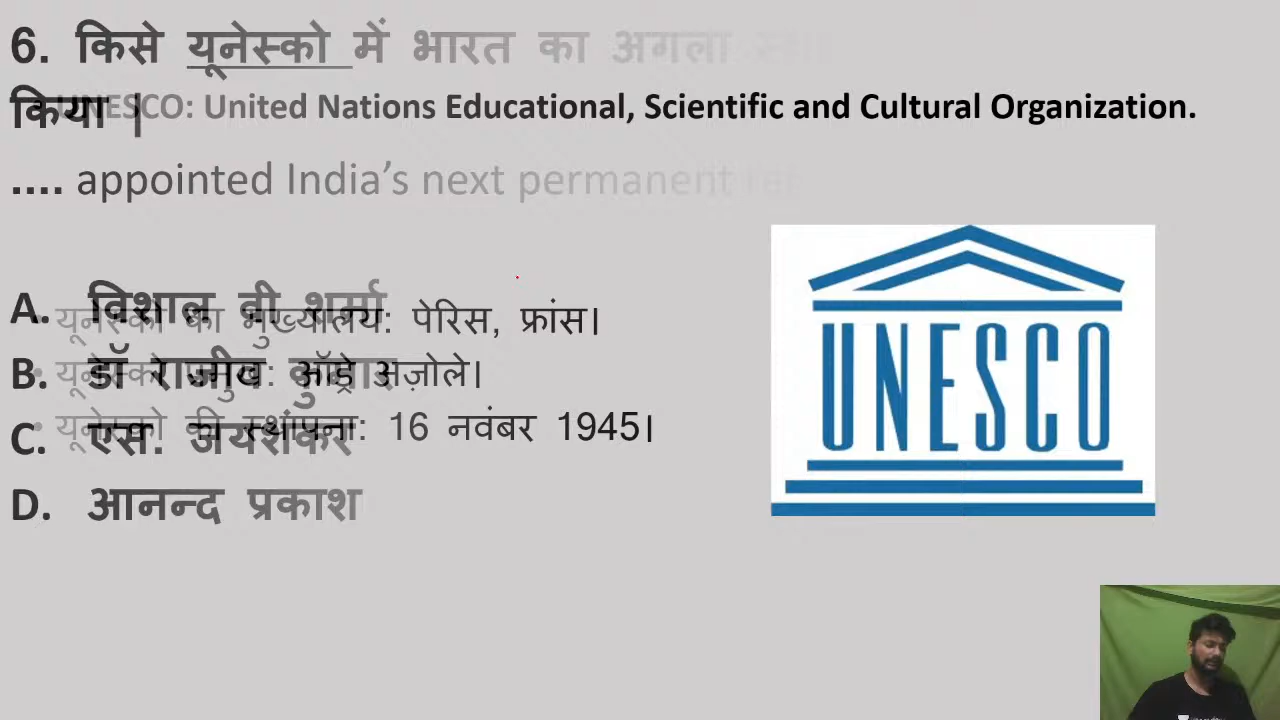 6. किसे यूनेस्को में भारत का अगला
किया |
UNESCO: United Nations Educational, Scientific and Cultural Organization.
.... appointed India's next permanent
A. विशाल वी शर्मा
यूनेस्को का मुख्यालय: पेरिस, फ्रांस।
B. डॉ राजीव कुमार
यूनेस्को प्रमुख: ऑड्रे अज़ोले।
C. एस. जयशंकर
यूनेस्को की स्थापना: 16 नवंबर 1945।
D. आनन्द प्रकाश
UNESCO